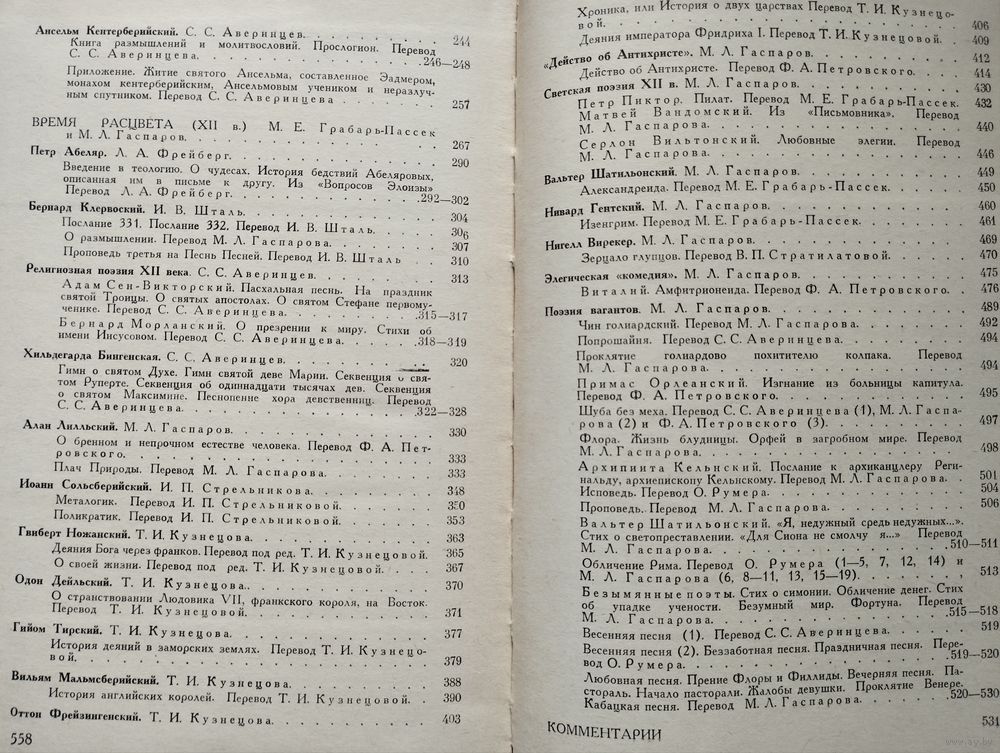 Ансельм Кентерберийский. С. С. Аверинцев. 244
Книга размышлений и молитвословий. Прослогион. Перевод
С. С. Аверинцева. 246—248
Приложение. Житие святого Ансельма, составленное Эадмером,
монахом кентерберийским, Ансельмовым учеником и неразлуч-
ным спутником. Перевод С. С. Аверинцева 257
ВРЕМЯ РАСЦВЕТА (XII в.) М. Е. Грабарь-Пассек
и М. Л. Гаспаров. 267
Петр Абеляр. Л. А. Фрейберг. 290
Введение в теологию. О чудесах. История бедствий Абеляровых,
описанная им в письме к другу. Из «Вопросов Элоизы»
Перевод Л. А. Фрейберг. 292—302
Бернард Клервоский. И. В. Шталь. 304
Послание 331. Послание 332. Перевод И. В. Шталь. 306
О размышлении. Перевод М. Л. Гаспарова. 307
Проповедь третья на Песнь Песней. Перевод И. В. Шталь 310
Религиозная поэзия XII века. С. С. Аверинцев. 313
Адам Сен-Викторский. Пасхальная песнь. На праздник
святой Троицы. О святых апостолах. О святом Стефане первому-
ченике. Перевод С. С. Аверинцева. 315—317
Бернард Морланский. О презрении к миру. Стихи об
имени Иисусовом. Перевод С. С. Аверинцева. 318—319
Хильдегарда Бингенская. С. С. Аверинцев. 320
Гимн о святом Духе. Гимн святой деве Марии. Секвенция о свя-
том Руперте. Секвенция об одиннадцати тысячах дев. Секвенция
о святом Максимине. Песнопение хора девственниц. Перевод
С. С. Аверинцева. 322—328
Алан Лилльский. М. Л. Гаспаров. 330
О бренном и непрочном естестве человека. Перевод Ф. А. Пет-
ровского. 333
Плач Природы. Перевод М. Л. Гаспарова. 333
Иоанн Сольсберийский. И. П. Стрельникова. 348
Металогик. Перевод И. П. Стрельниковой. 350
Поликратик. Перевод И. П. Стрельниковой. 353
Гвиберт Ножанский. Т. И. Кузнецова. 363
Деяния Бога через франков. Перевод под ред. Т. И. Кузнецовой. 365
О своей жизни. Перевод под ред. Т. И. Кузнецовой. 367
Одон Дейльский. Т. И. Кузнецова. 370
О странствовании Людовика VII, франкского короля, на Восток.
Перевод Т. И. Кузнецовой. 371
Гийом Тирский. Т. И. Кузнецова. 377
История деяний в заморских землях. Перевод Т. И. Кузнецо-
вой. 379
Вильям Мальмсберийский. Т. И. Кузнецова. 388
История английских королей. Перевод Т. И. Кузнецовой. 390
Оттон Фрейзингенский. Т. И. Кузнецова. 403
558
Хроника, или История о двух царствах Перевод Т. И. Кузнецо-
вой. 406
Деяния императора Фридриха I. Перевод Т. И. Кузнецовой. 409
«Действо об Антихристе». М. Л. Гаспаров. 412
Действо об Антихристе. Перевод Ф. А. Петровского. 414
Светская поэзия XII в. М. Л. Гаспаров. 430
Петр Пиктор. Пилат. Перевод М. Е. Грабарь-Пассек. 432
Матвей Вандомский. Из «Письмовника». Перевод
М. Л. Гаспарова. 440
Серлон Вильтонский. Любовные элегии. Перевод
М. Л. Гаспарова. 446
Вальтер Шатильонский. М. Л. Гаспаров. 449
Александреида. Перевод М. Е. Грабарь-Пассек. 450
Нивард Гентский. М. Л. Гаспаров. 460
Изенгрим. Перевод М. Е. Грабарь-Пассек. 461
Нигелл Вирекер. М. Л. Гаспаров. 469
Зерцало глупцов. Перевод В. П. Стратилатовой. 470
Элегическая «комедия». М. Л. Гаспаров. 475
Виталий. Амфитрионеида. Перевод Ф. А. Петровского. 476
Поэзия вагантов. М. Л. Гаспаров. 489
Чин голиардский. Перевод М. Л. Гаспарова. 492
Попрошайня. Перевод С. С. Аверинцева. 494
Проклятие голиардово похитителю колпака. Перевод
М. Л. Гаспарова. 494
Примас Орлеанский. Изгнание из больницы капитула.
Перевод Ф. А. Петровского. 495
Шуба без меха. Перевод С. С. Аверинцева (1), М. Л. Гаспа-
рова (2) и Ф. А. Петровского (3). 497
Флора. Жизнь блудницы. Орфей в загробном мире. Перевод
М. Л. Гаспарова. 498
Архипиита Кельнский. Послание к архиканцлеру Реги-
нальду, архиепископу Кельнскому. Перевод М. Л. Гаспарова. 501
Исповедь. Перевод О. Румера. 504
Проповедь. Перевод М. Л. Гаспарова. 506
Вальтер Шатильонский. «Я, недужный средь недужных...».
Стих о светопреставлении. «Для Сиона не смолчу я...» Перевод
М. Л. Гаспарова. 510—511
Обличение Рима. Перевод О. Румера (1—5, 7, 12, 14) и
М. Л. Гаспарова (6, 8—11, 13, 15—19). 513
Безымянные поэты. Стих о симонии. Обличение денег. Стих
об упадке учености. Безумный мир. Фортуна. Перевод
М. Л. Гаспарова. 515—518
Весенняя песня (1). Перевод С. С. Аверинцева. 519
Весенняя песня (2). Беззаботная песня. Праздничная песня. Пере-
вод О. Румера. 519—520
Любовная песня. Прение Флоры и Филлиды. Вечерняя песня. Па-
стораль. Начало пасторали. Жалобы девушки. Проклятие Венере.
Кабацкая песня. Перевод М. Л. Гаспарова. 520—530
КОММЕНТАРИИ 531
www.ay.by